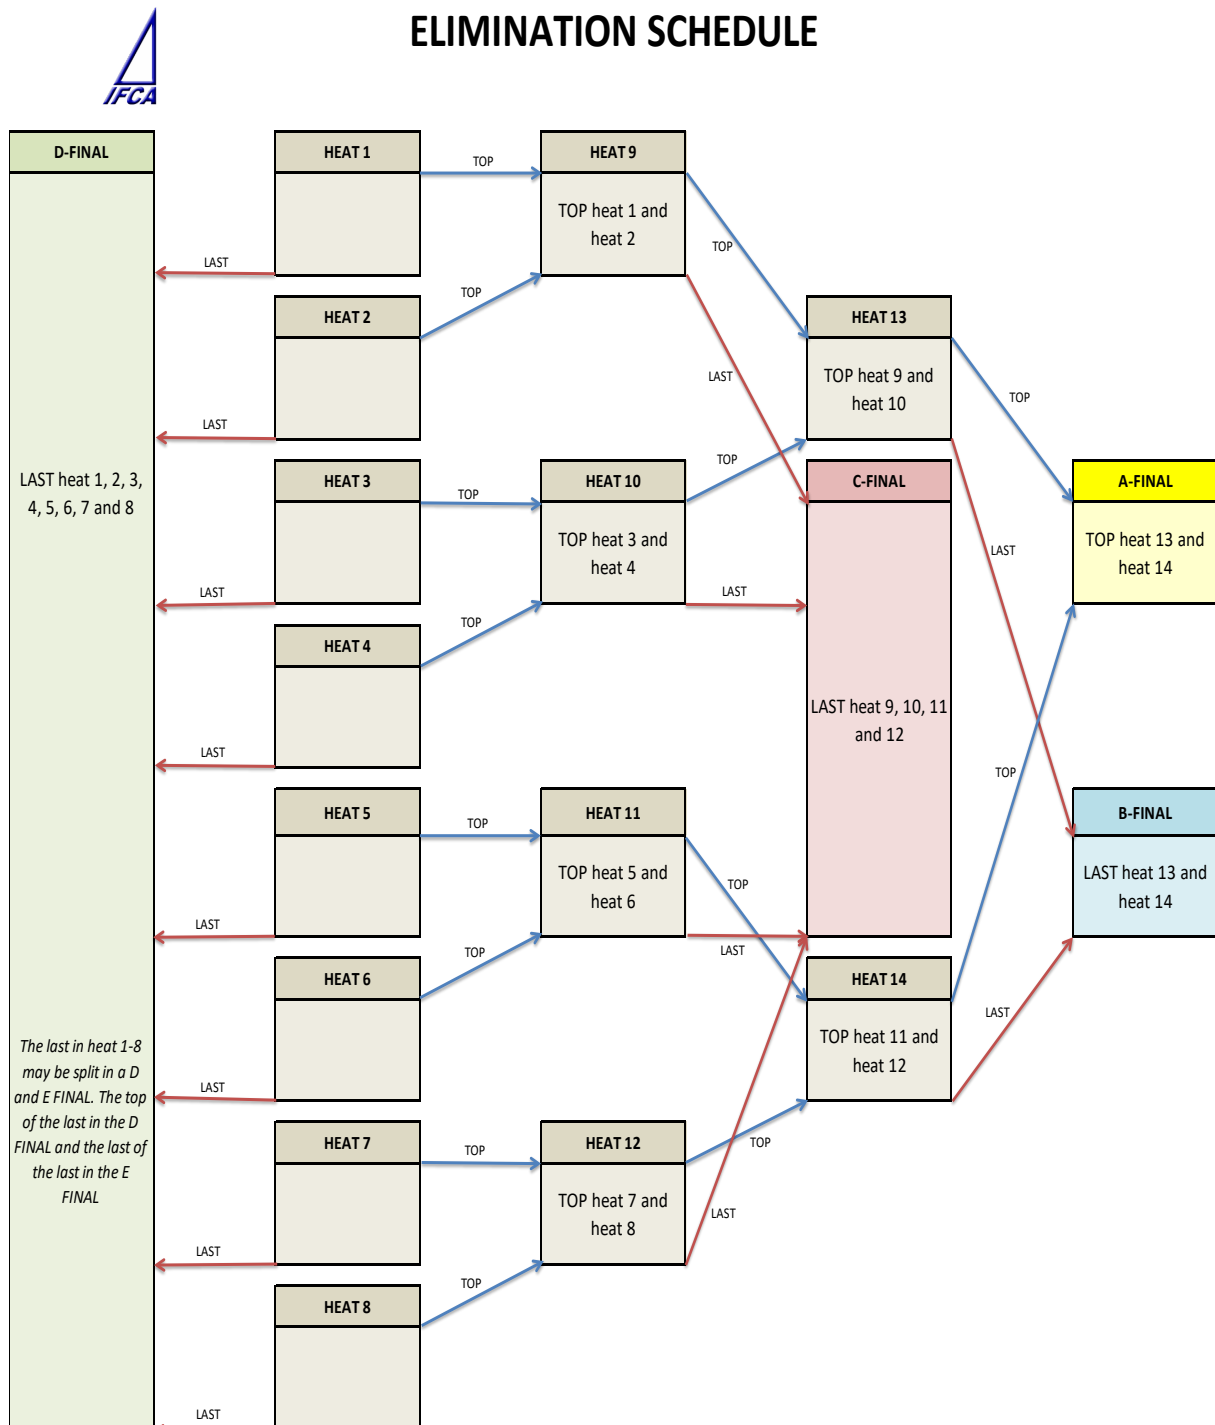 ELIMINATION SCHEDULE
IFCA
D-FINAL
LAST heat 1, 2, 3,
4, 5, 6, 7 and 8
The last in heat 1-8
may be split in a D
and E FINAL. The top
of the last in the D
FINAL and the last of
the last in the E
FINAL
HEAT 1
LAST
TOP
HEAT 2
LAST
TOP
HEAT 3
LAST
TOP
HEAT 4
LAST
TOP
HEAT 5
LAST
TOP
HEAT 6
LAST
TOP
HEAT 7
LAST
TOP
HEAT 8
LAST
TOP
HEAT 9
TOP heat 1 and
heat 2
TOP
LAST
HEAT 10
TOP heat 3 and
heat 4
TOP
LAST
HEAT 11
TOP heat 5 and
heat 6
TOP
LAST
HEAT 12
TOP heat 7 and
heat 8
TOP
LAST
HEAT 13
TOP heat 9 and
heat 10
TOP
LAST
C-FINAL
LAST heat 9, 10, 11
and 12
HEAT 14
TOP heat 11 and
heat 12
TOP
LAST
A-FINAL
TOP heat 13 and
heat 14
B-FINAL
LAST heat 13 and
heat 14